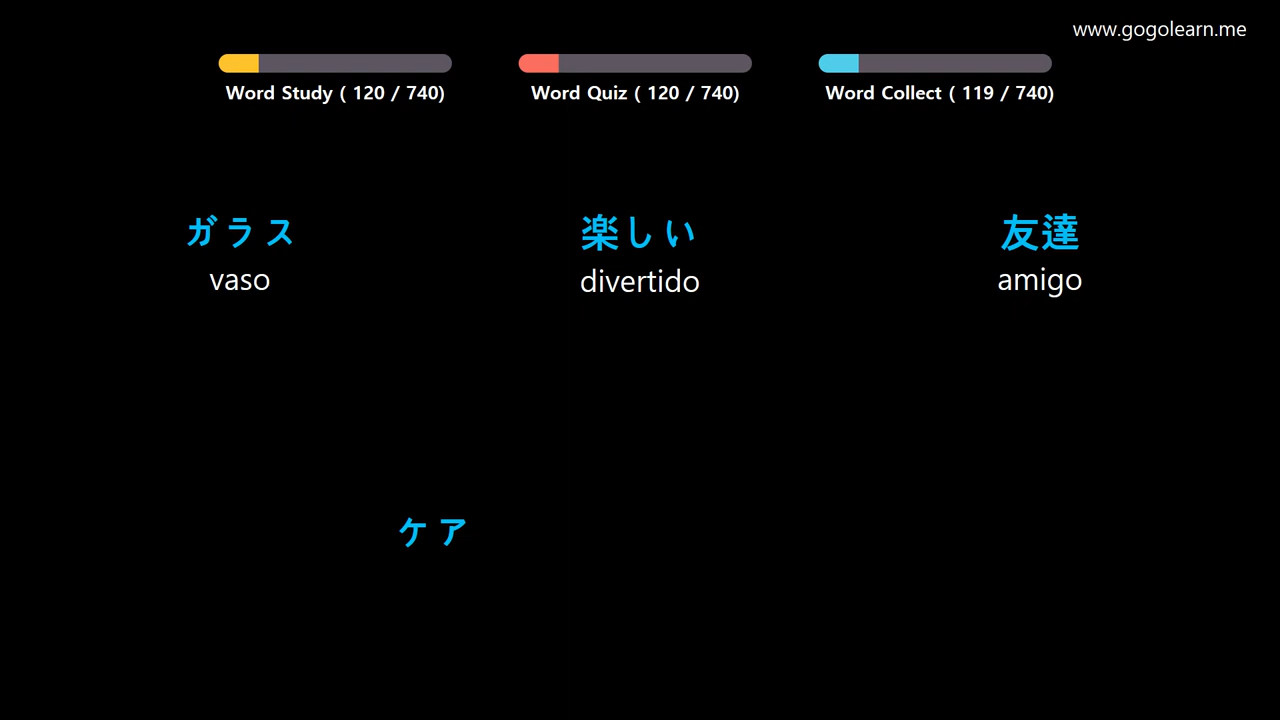 www.gogolearn.me
Word Study ( 120 / 740)
Word Quiz ( 120 / 740)
Word Collect ( 119 / 740)
ガラス
vaso
楽しい
divertido
友達
amigo
ケア